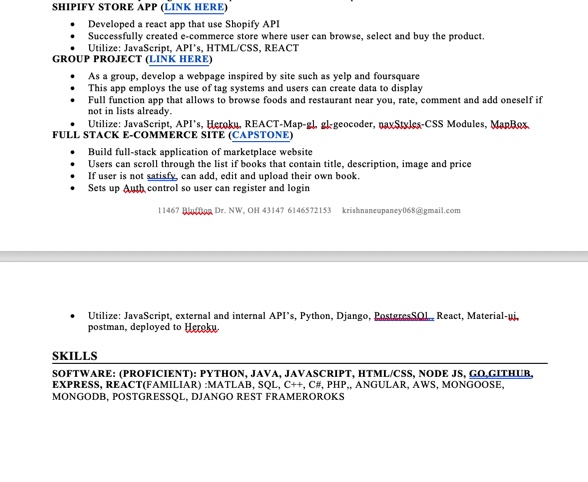 SHIPIFY STORE APP (LINK HERE)
• Developed a react app that use Shopify API
• Successfully created e-commerce store where user can browse, select and buy the product.
• Utilize: JavaScript, API's, HTML/CSS, REACT
GROUP PROJECT (LINK HERE)
• As a group, develop a webpage inspired by site such as yelp and foursquare
• This app employs the use of tag systems and users can create data to display
• Full function app that allows to browse foods and restaurant near you, rate, comment and add oneself if
not in lists already.
• Utilize: JavaScript, API's, Heroku, REACT-Map-gl, gl-geocoder, navStyles-CSS Modules, MapBox
FULL STACK E-COMMERCE SITE (CAPSTONE)
• Build full-stack application of marketplace website
• Users can scroll through the list if books that contain title, description, image and price
• If user is not satisfy, can add, edit and upload their own book.
• Sets up Auth control so user can register and login
11467 Bluffton Dr. NW, OH 43147 6146572153 krishnaneupaney068@gmail.com
• Utilize: JavaScript, external and internal API's, Python, Django, PostgresSQl, React, Material-ui,
postman, deployed to Heroku.
SKILLS
SOFTWARE: (PROFICIENT): PYTHON, JAVA, JAVASCRIPT, HTML/CSS, NODE JS, GO,GITHUB,
EXPRESS, REACT(FAMILIAR) :MATLAB, SQL, C++, C#, PHP,, ANGULAR, AWS, MONGOOSE,
MONGODB, POSTGRESSQL, DJANGO REST FRAMEROROKS